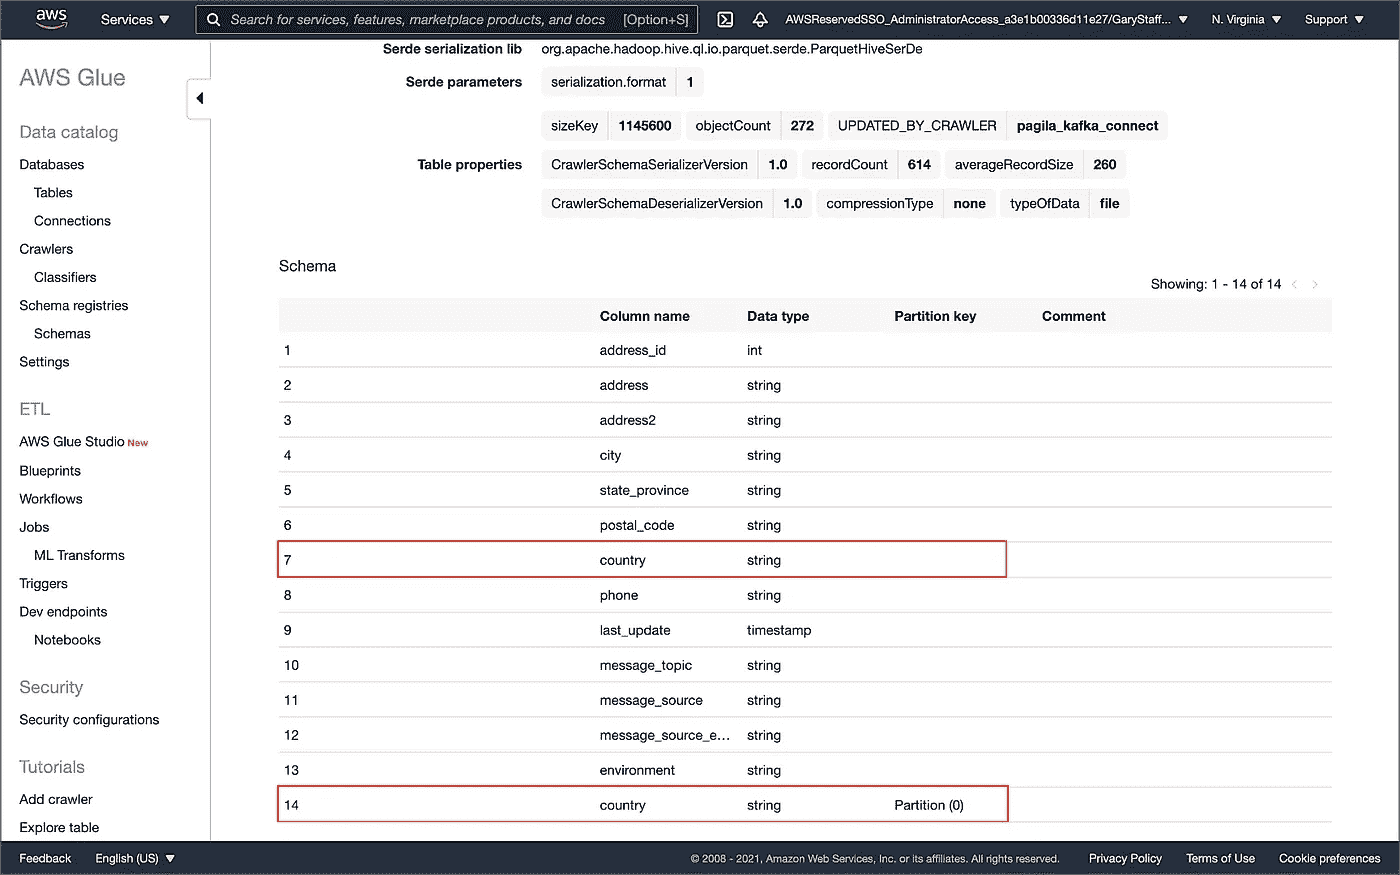 aws Services Search for services, features, marketplace products, and docs [Option+S] AWSReservedSSO_AdministratorAccess_a3e1b00336d11e27/GaryStaff... N. Virginia Support
AWS Glue
Data catalog
Databases
Tables
Connections
Crawlers
Classifiers
Schema registries
Schemas
Settings
ETL
AWS Glue Studio New
Blueprints
Workflows
Jobs
ML Transforms
Triggers
Dev endpoints
Notebooks
Security
Security configurations
Tutorials
Add crawler
Explore table
Serde serialization lib org.apache.hadoop.hive.ql.io.parquet.serde.ParquetHiveSerDe
Serde parameters serialization.format 1
sizeKey 1145600 objectCount 272 UPDATED_BY_CRAWLER pagila_kafka_connect
Table properties CrawlerSchemaSerializerVersion 1.0 recordCount 614 averageRecordSize 260
CrawlerSchemaDeserializerVersion 1.0 compressionType none typeOfData file
Schema
Showing: 1 - 14 of 14 < >
Column name Data type Partition key Comment
1 address_id int
2 address string
3 address2 string
4 city string
5 state_province string
6 postal_code string
7 country string
8 phone string
9 last_update timestamp
10 message_topic string
11 message_source string
12 message_source_e... string
13 environment string
14 country string Partition (0)
Feedback English (US) © 2008 - 2021, Amazon Web Services, Inc. or its affiliates. All rights reserved. Privacy Policy Terms of Use Cookie preferences